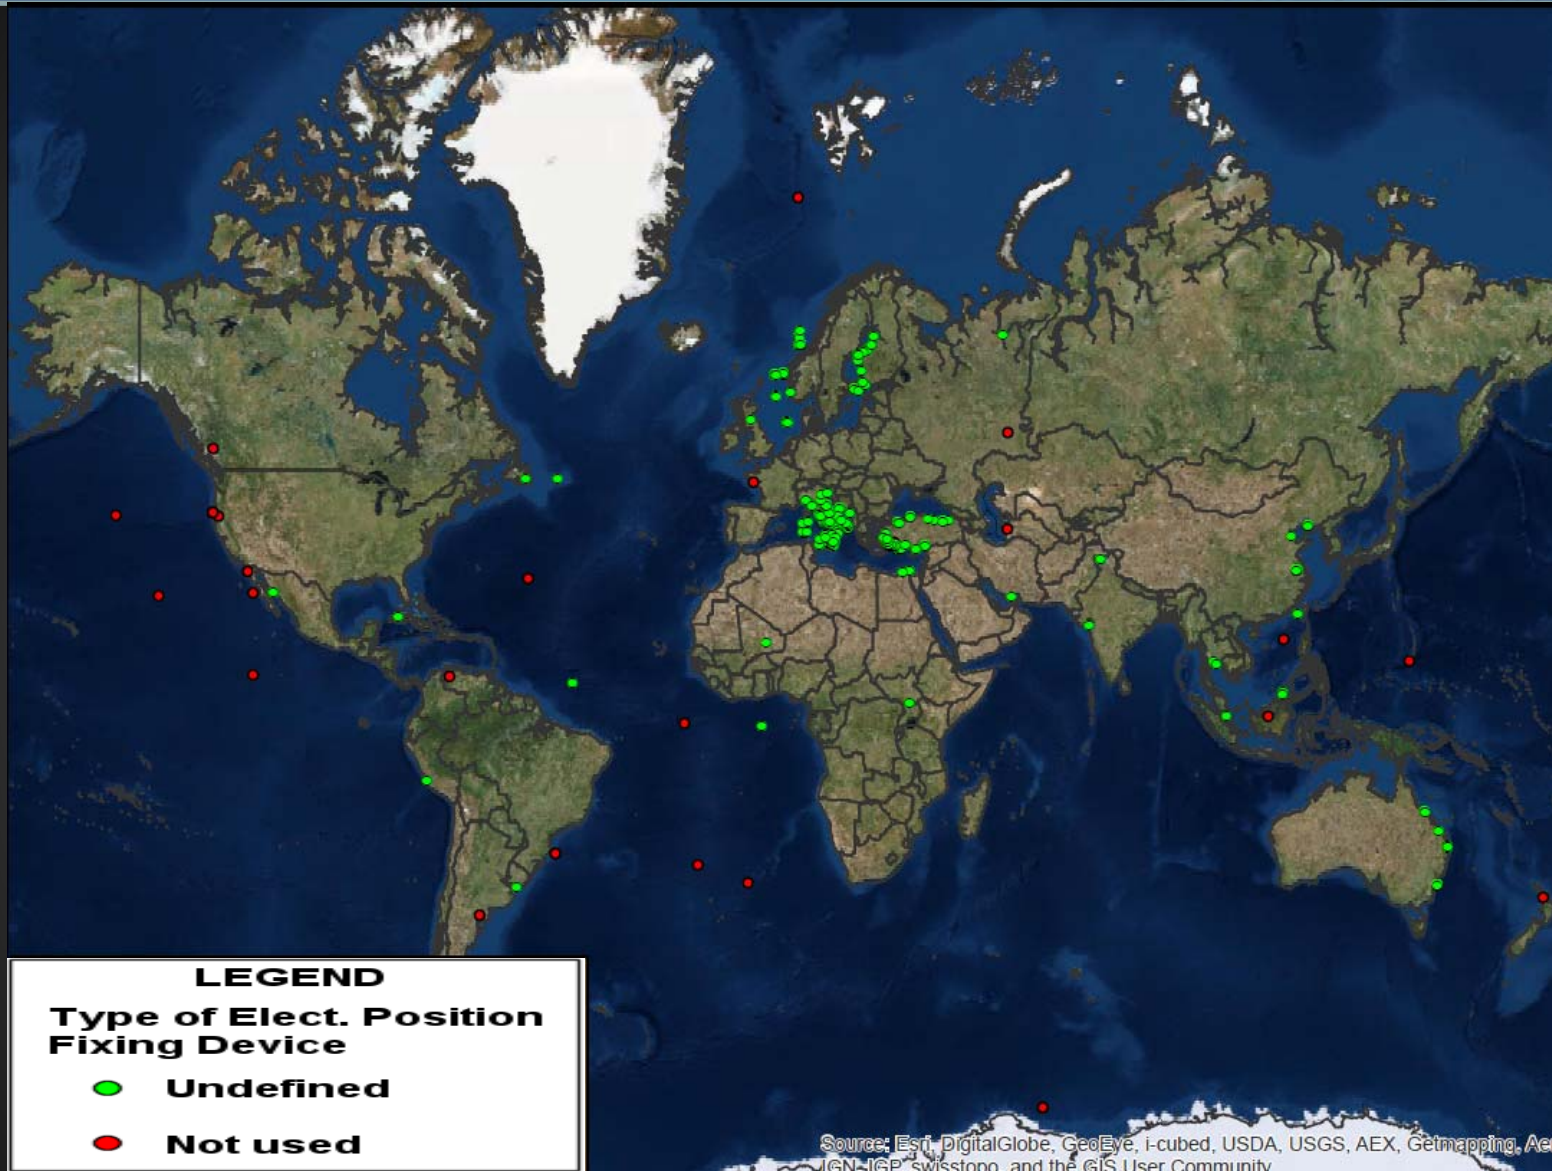 LEGEND
Type of Elect. Position
Fixing Device
Undefined
Not used
Source: Esri, DigitalGlobe, GeoEye, i-cubed, USDA, USGS, AEX, Getmapping,
IGN, IGP, swisstopo, and the GIS User Community